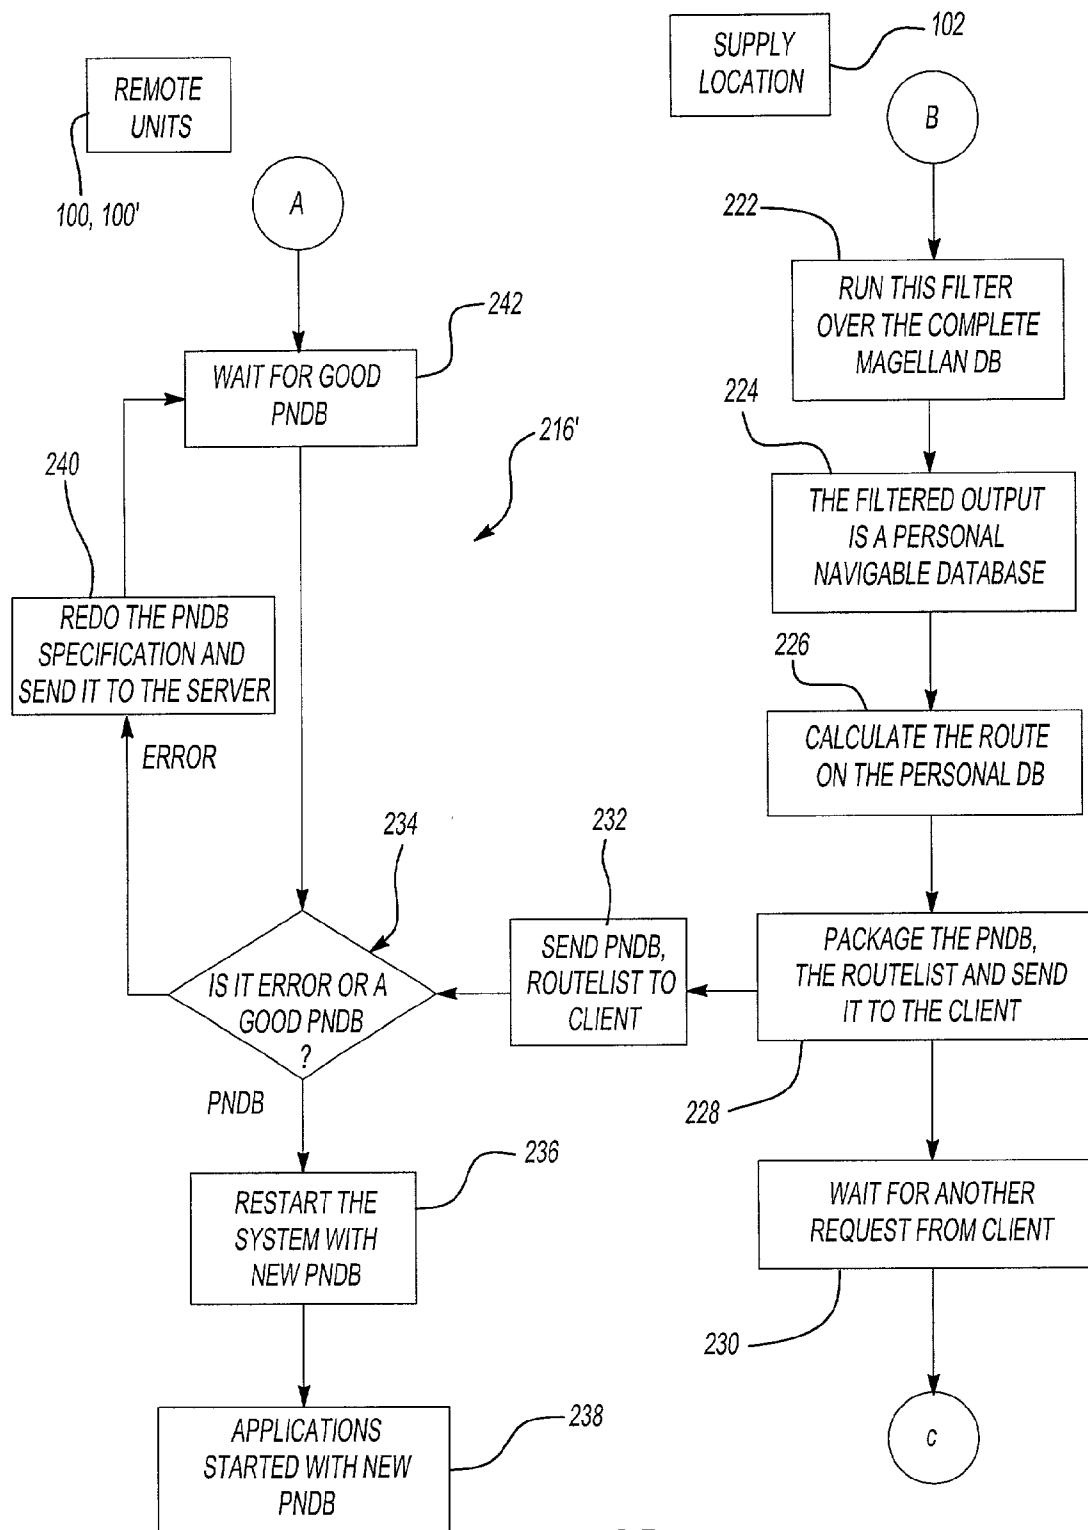 SUPPLY
LOCATION
102
REMOTE
UNITS
100, 100'
A
B
222
RUN THIS FILTER
OVER THE COMPLETE
MAGELLAN DB
242
WAIT FOR GOOD
PNDB
216'
240
224
THE FILTERED OUTPUT
IS A PERSONAL
NAVIGABLE DATABASE
REDO THE PNDB
SPECIFICATION AND
SEND IT TO THE SERVER
ERROR
226
CALCULATE THE ROUTE
ON THE PERSONAL DB
234
232
IS IT ERROR OR A
GOOD PNDB
?
SEND PNDB,
ROUTELIST TO
CLIENT
PACKAGE THE PNDB,
THE ROUTELIST AND SEND
IT TO THE CLIENT
228
PNDB
236
RESTART THE
SYSTEM WITH
NEW PNDB
WAIT FOR ANOTHER
REQUEST FROM CLIENT
230
238
APPLICATIONS
STARTED WITH NEW
PNDB
C